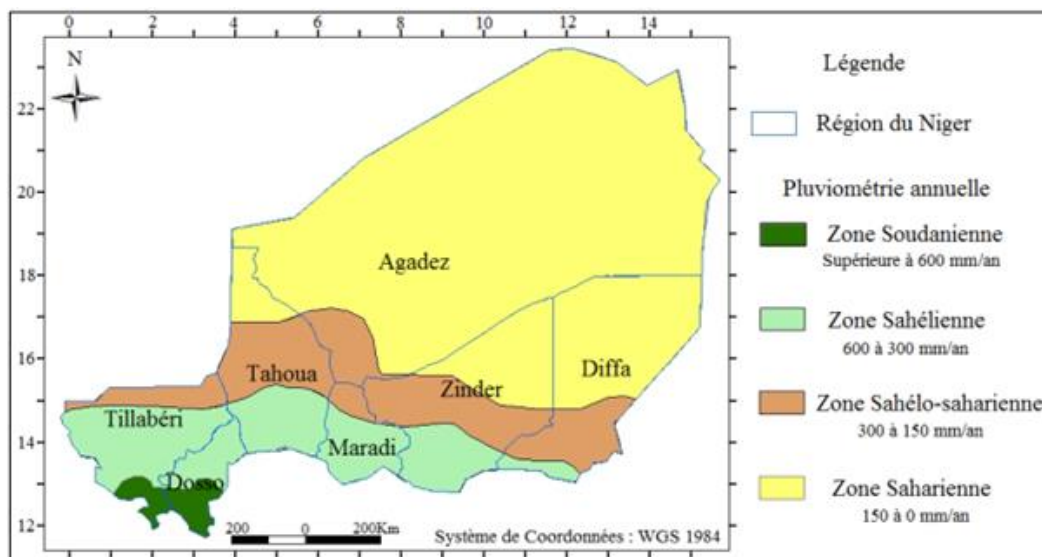 0 2 4 6 8 10 12 14
N
22
20
18
16
14
12
Agadez
Diffa
Tahoua
Zinder
Tillabéri
Maradi
Dosso
200 0 200Km
Système de Coordonnées : WGS 1984
Légende
Région du Niger
Pluviométrie annuelle
Zone Soudanienne
Supérieure à 600 mm/an
Zone Sahélienne
600 à 300 mm/an
Zone Sahélo-saharienne
300 à 150 mm/an
Zone Saharienne
150 à 0 mm/an